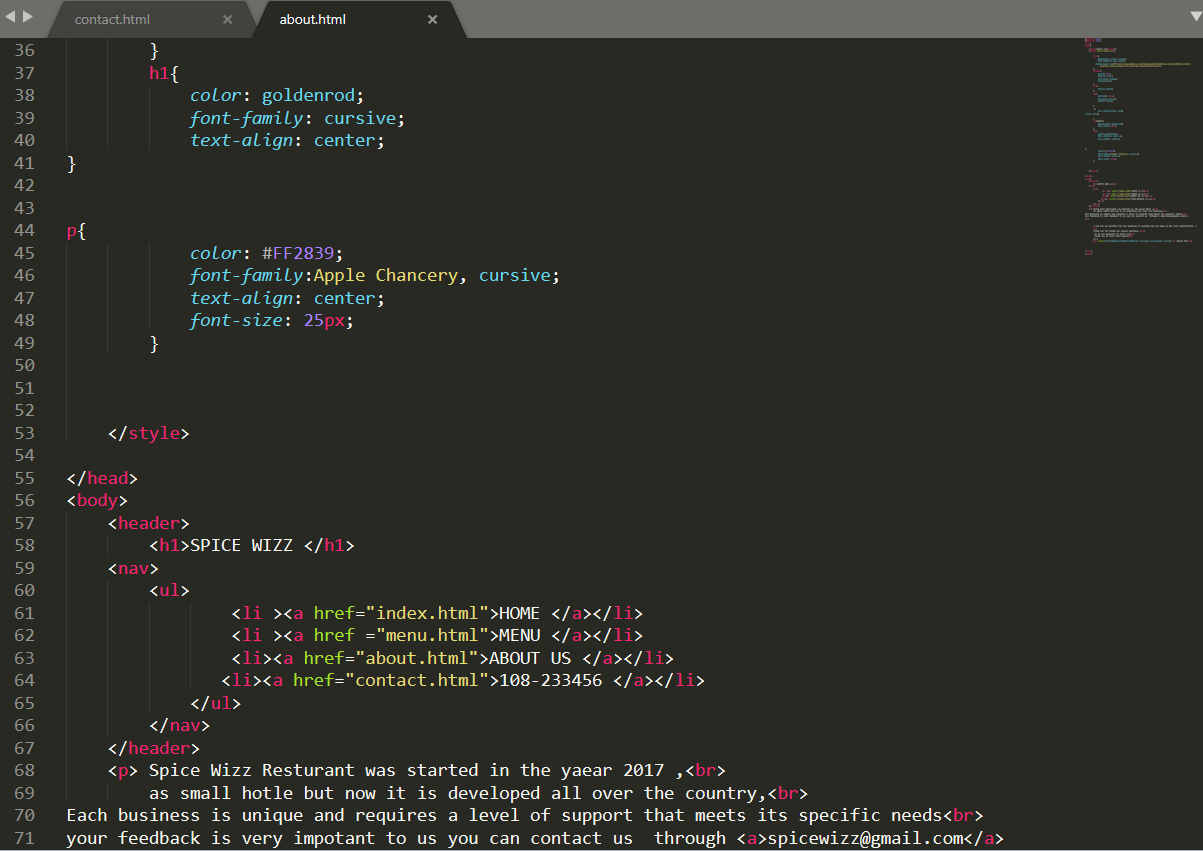 contact.html × about.html ×
36 }
37 h1{
38 color: goldenrod;
39 font-family: cursive;
40 text-align: center;
41 }
42
43
44 p{
45 color: #FF2839;
46 font-family:Apple Chancery, cursive;
47 text-align: center;
48 font-size: 25px;
49 }
50
51
52
53 </style>
54
55 </head>
56 <body>
57 <header>
58 <h1>SPICE WIZZ </h1>
59 <nav>
60 <ul>
61 <li ><a href="index.html">HOME </a></li>
62 <li ><a href ="menu.html">MENU </a></li>
63 <li><a href="about.html">ABOUT US </a></li>
64 <li><a href="contact.html">108-233456 </a></li>
65 </ul>
66 </nav>
67 </header>
68 <p> Spice Wizz Resturant was started in the yaear 2017 ,<br>
69 as small hotle but now it is developed all over the country,<br>
70 Each business is unique and requires a level of support that meets its specific needs<br>
71 your feedback is very impotant to us you can contact us  through <a>spicewizz@gmail.com</a>